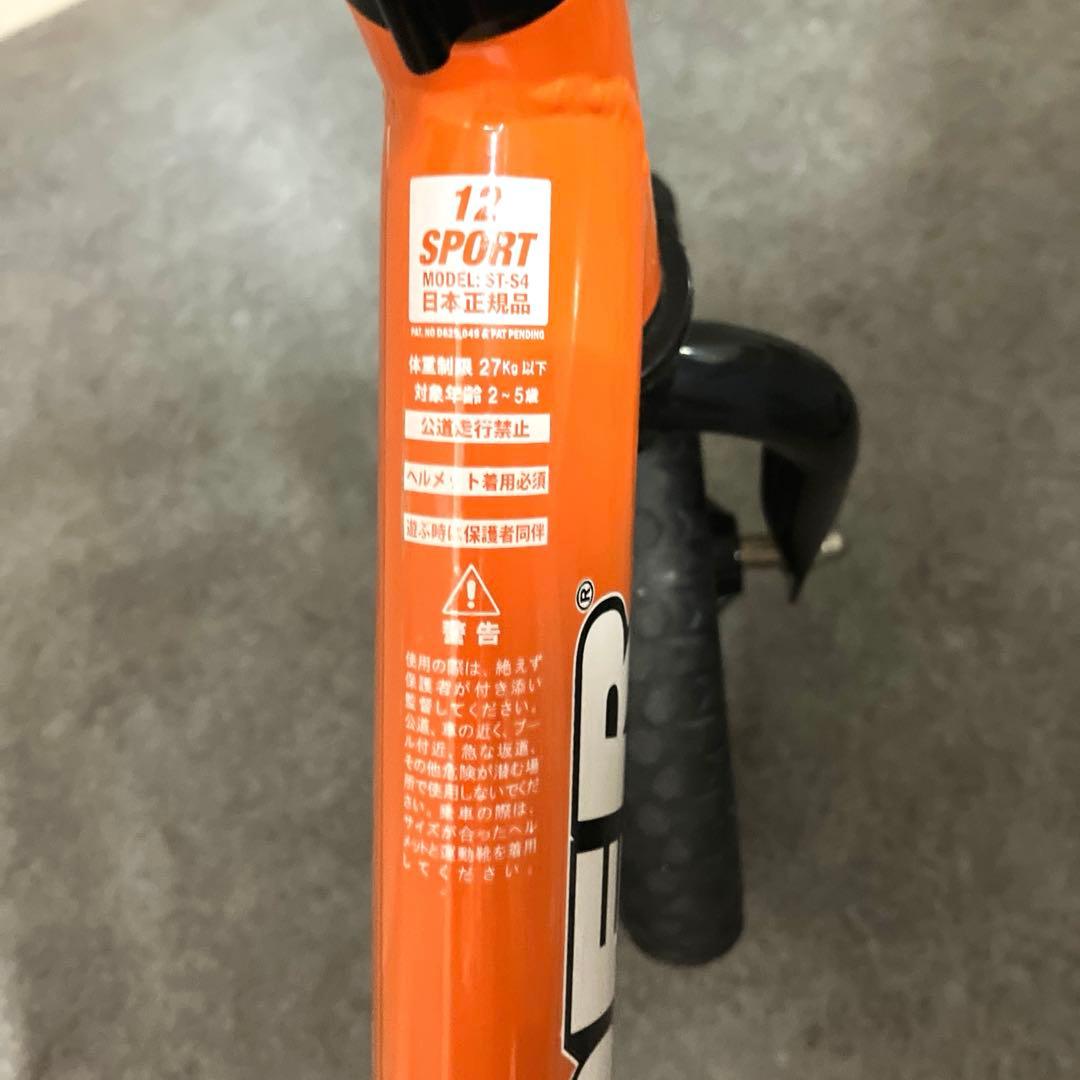 12
SPORT
MODEL: ST-S4
日本正規品
PAT. NO D625,049 & PAT PENDING
体重制限 27Kg 以下
対象年齢 2~5歳
公道走行禁止
ヘルメット着用必須
遊ぶ時は保護者同伴
警告
使用の際は、絶えず
保護者が付き添い
監督してください。
公道、車の近く、プー
ル付近、急な坂道、
その他危険が潜む場
所で使用しないでくだ
さい。乗車の際は、
サイズが合ったヘル
メットと運動靴を着用
してください。
DER®